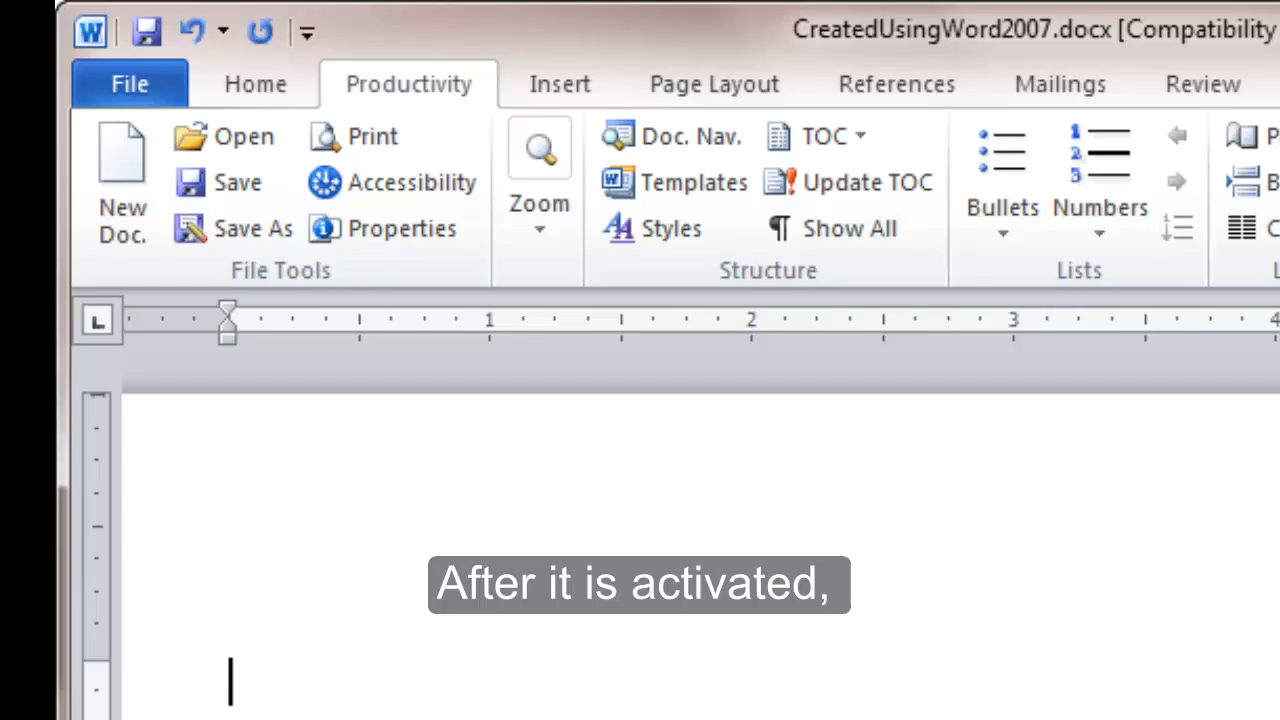 CreatedUsingWord2007.docx [Compatibility
File Home Productivity Insert Page Layout References Mailings Review
New Doc.
Open
Save
Save As
Print
Accessibility
Properties
File Tools
Zoom
Doc. Nav.
Templates
Styles
TOC
Update TOC
Show All
Structure
Bullets
Numbers
Lists
1 2 3 4
After it is activated,